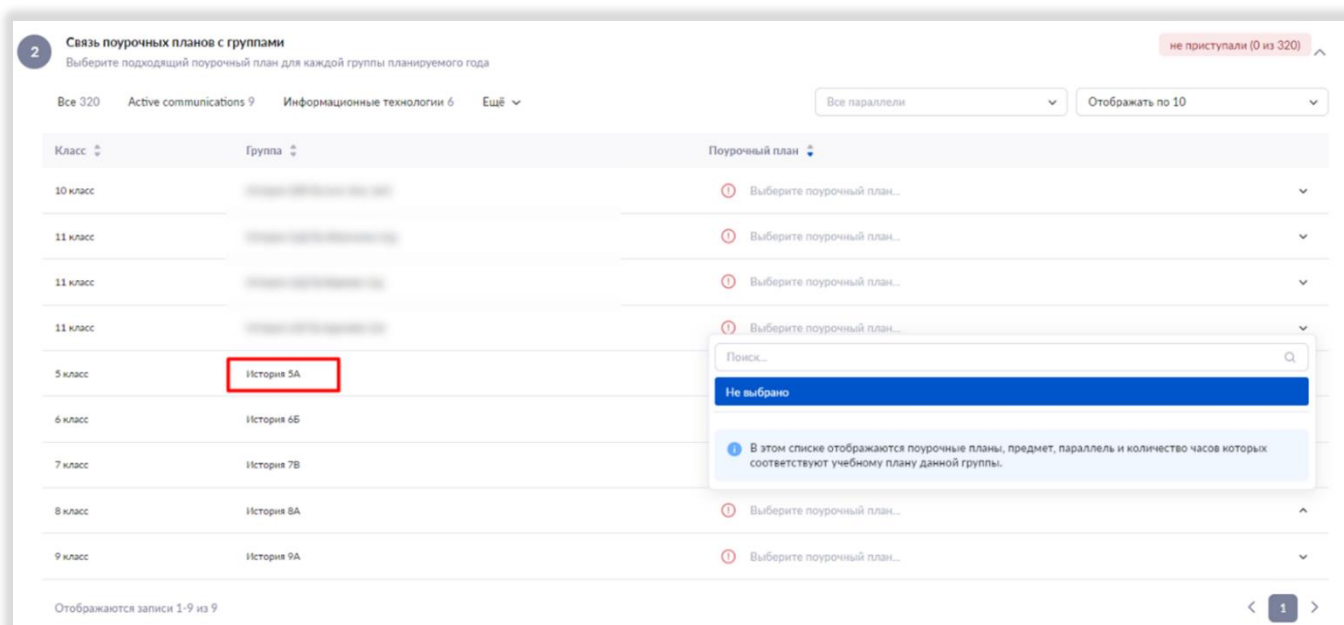 2
Связь поурочных планов с группами
Выберите подходящий поурочный план для каждой группы планируемого года
не приступали (0 из 320)
Все 320 Active communications 9 Информационные технологии 6 Ещё
Все параллели
Отображать по 10
Класс Группа Поурочный план
10 класс Выберите поурочный план...
11 класс Выберите поурочный план...
11 класс Выберите поурочный план...
11 класс Выберите поурочный план...
Поиск...
5 класс История 5А
Не выбрано
6 класс История 6Б
В этом списке отображаются поурочные планы, предмет, параллель и количество часов которых
соответствуют учебному плану данной группы.
7 класс История 7В
8 класс История 8А Выберите поурочный план...
9 класс История 9А Выберите поурочный план...
Отображаются записи 1-9 из 9
1